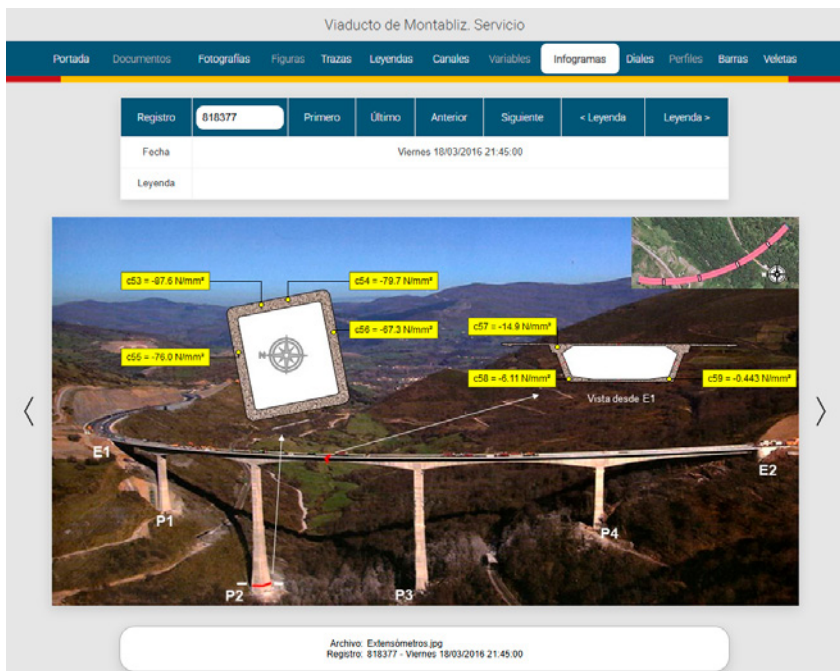 Viaducto de Montabliz. Servicio
Portada Documentos Fotografías Figuras Trazas Leyendas Canales Variables Infogramas Diales Perfiles Barras Veletas
Registro 818377 Primero Último Anterior Siguiente < Leyenda Leyenda >
Fecha Viernes 18/03/2016 21:45:00
Leyenda
c53 = -87.6 N/mm² c54 = -79.7 N/mm²
c55 = -76.0 N/mm² c56 = -67.3 N/mm²
c57 = -14.9 N/mm²
c58 = -6.11 N/mm² c59 = -0.443 N/mm²
Vista desde E1
N
E1
E2
P1
P4
P2
P3
Archivo: Extensómetros.jpg
Registro: 818377 - Viernes 18/03/2016 21:45:00